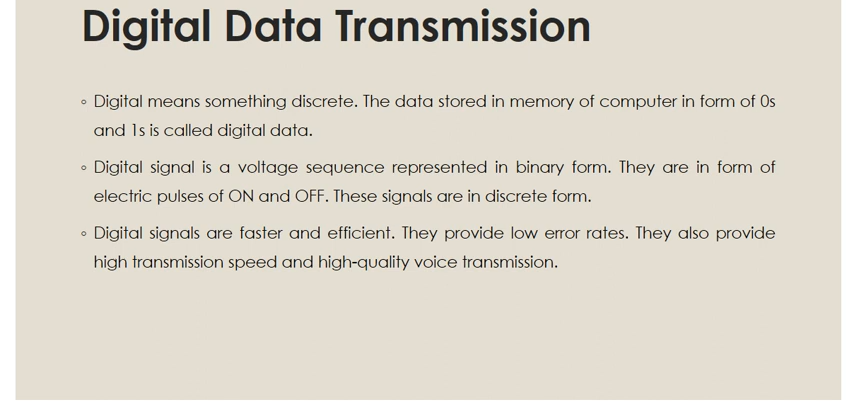 Digital Data Transmission
◦ Digital means something discrete. The data stored in memory of computer in form of 0s
and 1s is called digital data.
◦ Digital signal is a voltage sequence represented in binary form. They are in form of
electric pulses of ON and OFF. These signals are in discrete form.
◦ Digital signals are faster and efficient. They provide low error rates. They also provide
high transmission speed and high-quality voice transmission.